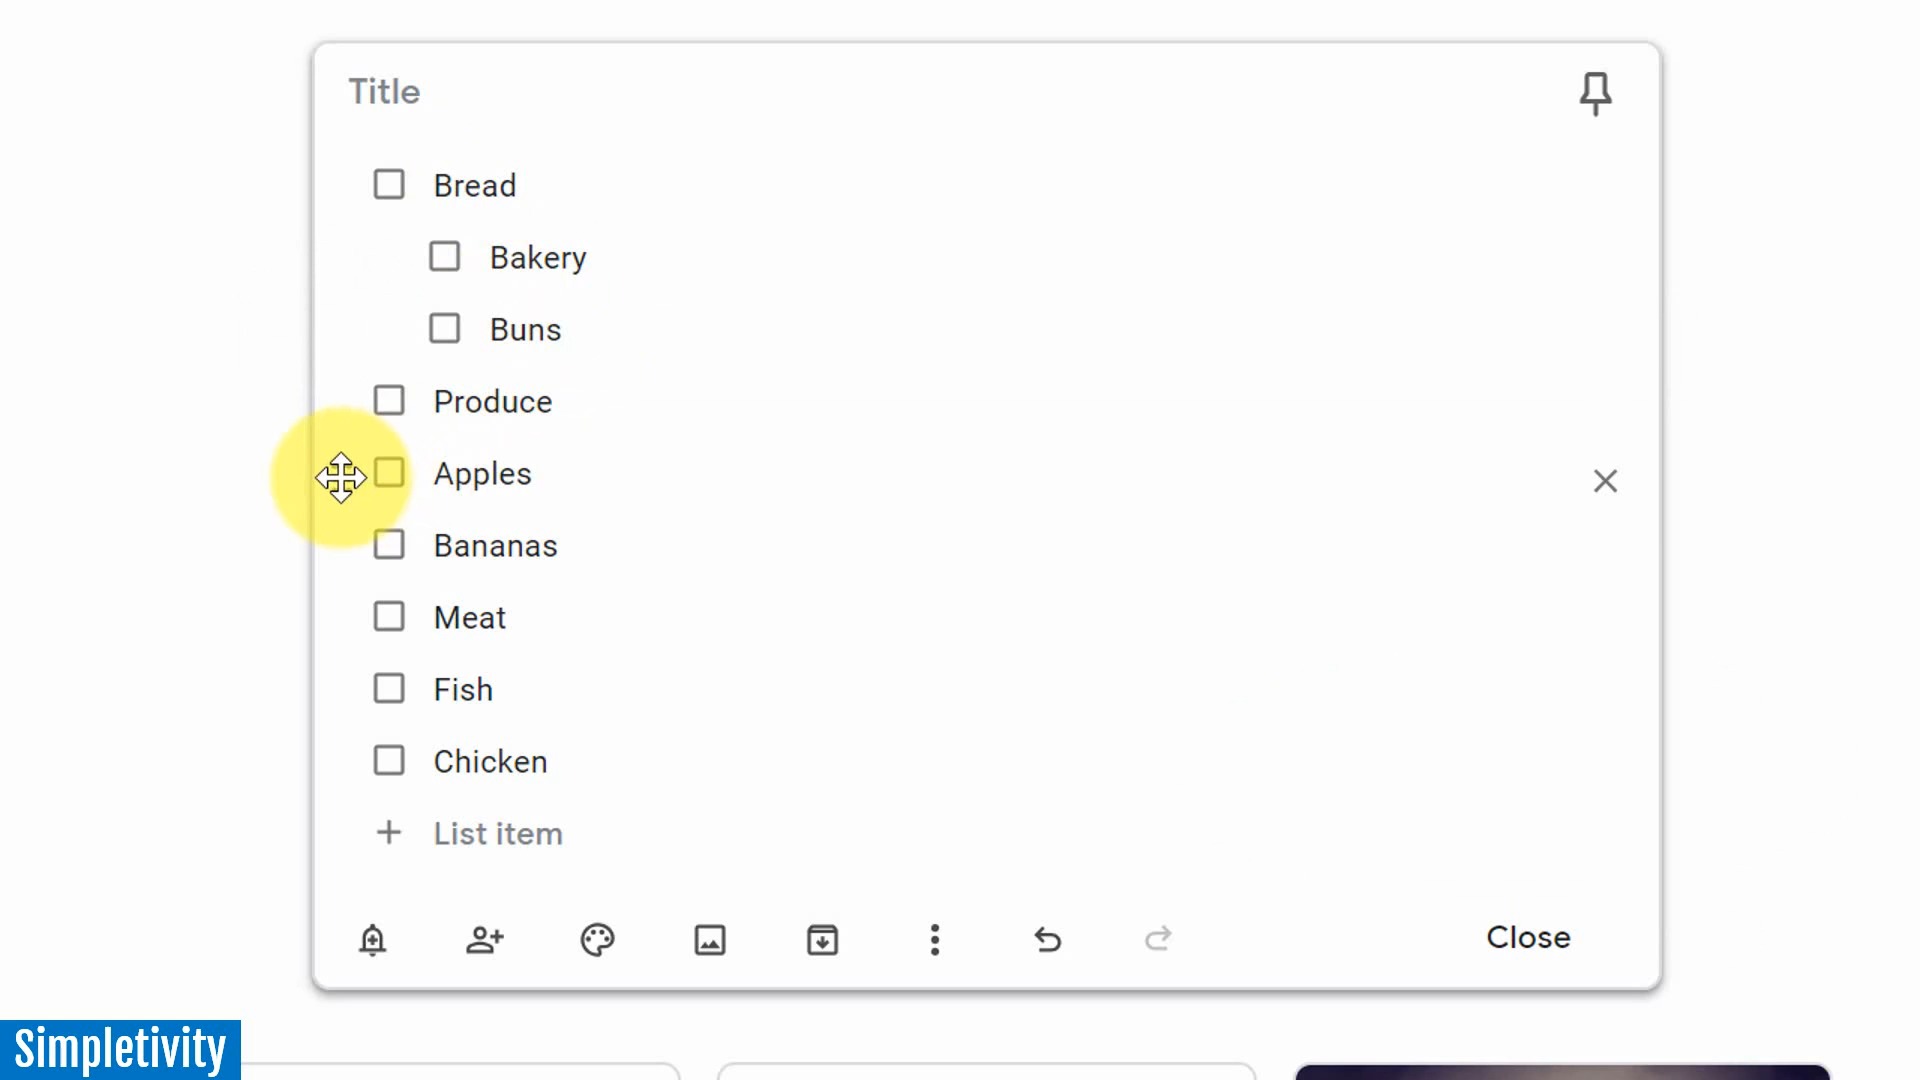 Title
Bread
Bakery
Buns
Produce
Apples
Bananas
Meat
Fish
Chicken
List item
Close
Simpletivity